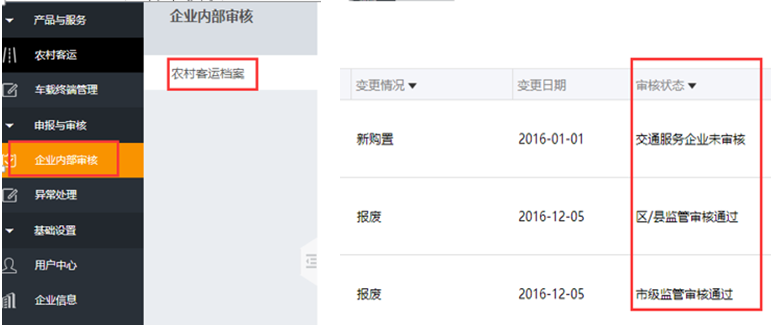 产品与服务
农村客运
车载终端管理
申报与审核
企业内部审核
异常处理
基础设置
用户中心
企业信息
企业内部审核
农村客运档案
变更情况 变更日期 审核状态
新购置 2016-01-01 交通服务企业未审核
报废 2016-12-05 区/县监管审核通过
报废 2016-12-05 市级监管审核通过